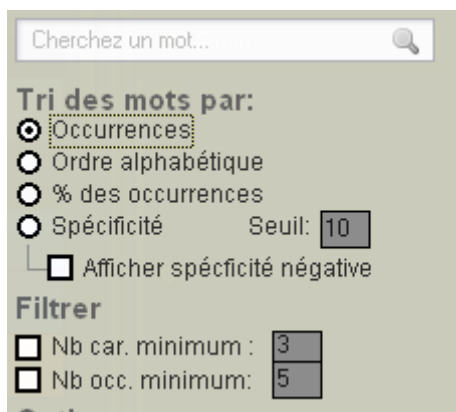 Cherchez un mot...
Tri des mots par:
Occurrences
Ordre alphabétique
% des occurrences
Spécificité Seuil: 10
Afficher spécficité négative
Filtrer
Nb car. minimum : 3
Nb occ. minimum: 5